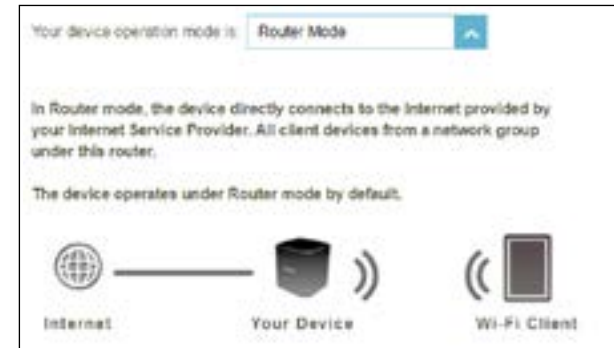 Your device operation mode is: Router Mode
In Router mode, the device directly connects to the Internet provided by
your Internet Service Provider. All client devices from a network group
under this router.
The device operates under Router mode by default.
Internet Your Device Wi-Fi Client